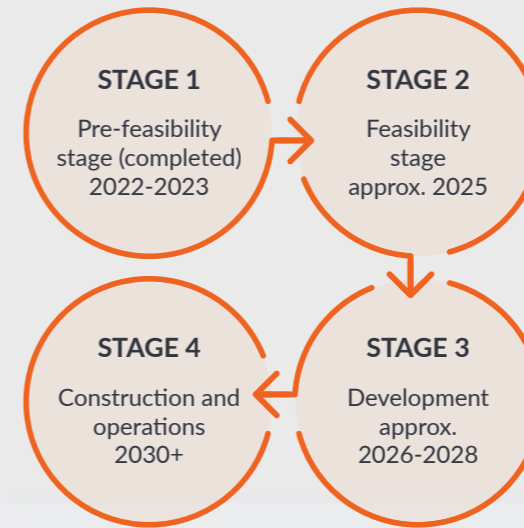 STAGE 1
Pre-feasibility
stage (completed)
2022-2023
STAGE 2
Feasibility
stage
approx. 2025
STAGE 3
Development
approx.
2026-2028
STAGE 4
Construction and
operations
2030+